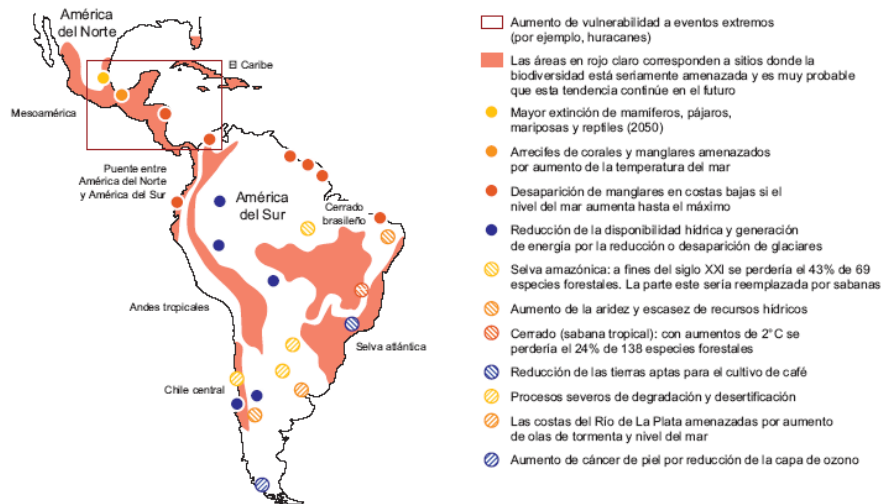 América
del Norte
El Caribe
Mesoamérica
Puente entre
América del Norte
y América del Sur
América
del Sur
Cerrado
brasileño
Andes tropicales
Selva atlántica
Chile central
Aumento de vulnerabilidad a eventos extremos
(por ejemplo, huracanes)
Las áreas en rojo claro corresponden a sitios donde la
biodiversidad está seriamente amenazada y es muy probable
que esta tendencia continúe en el futuro
Mayor extinción de mamíferos, pájaros,
mariposas y reptiles (2050)
Arrecifes de corales y manglares amenazados
por aumento de la temperatura del mar
Desaparición de manglares en costas bajas si el
nivel del mar aumenta hasta el máximo
Reducción de la disponibilidad hídrica y generación
de energía por la reducción o desaparición de glaciares
Selva amazónica: a fines del siglo XXI se perdería el 43% de 69
especies forestales. La parte este sería reemplazada por sabanas
Aumento de la aridez y escasez de recursos hídricos
Cerrado (sabana tropical): con aumentos de 2°C se
perdería el 24% de 138 especies forestales
Reducción de las tierras aptas para el cultivo de café
Procesos severos de degradación y desertificación
Las costas del Río de La Plata amenazadas por aumento
de olas de tormenta y nivel del mar
Aumento de cáncer de piel por reducción de la capa de ozono